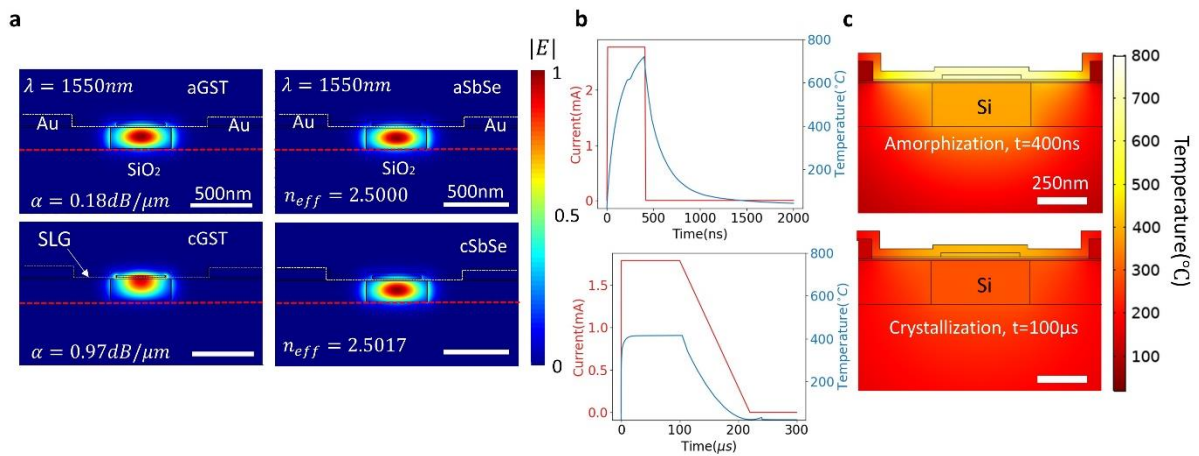 a
λ = 1550nm
aGST
Au
Au
SiO₂
α = 0.18dB/μm
500nm
λ = 1550nm
aSbSe
Au
Au
SiO₂
n_eff = 2.5000
500nm
SLG
cGST
α = 0.97dB/μm
cSbSe
n_eff = 2.5017
|E|
1
0.5
0
b
Current(mA)
2
1
0
Temperature(°C)
800
600
400
200
0
500
1000
1500
2000
Time(ns)
Current(mA)
1.5
1.0
0.5
0.0
Temperature(°C)
800
600
400
200
0
100
200
300
Time(μs)
c
Si
Amorphization, t=400ns
250nm
Si
Crystallization, t=100μs
800
700
600
500
400
300
200
100
Temperature(°C)